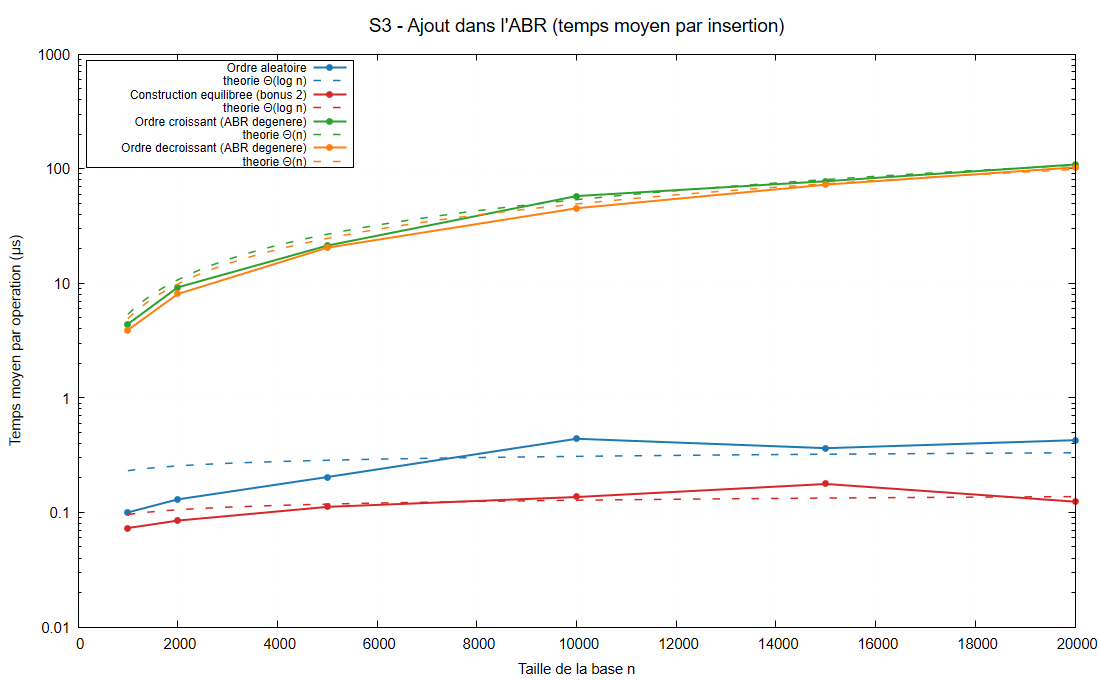 S3 - Ajout dans l'ABR (temps moyen par insertion)
1000
100
10
1
0.1
0.01
Temps moyen par operation (µs)
Ordre aleatoire
theorie Θ(log n)
Construction equilibree (bonus 2)
theorie Θ(log n)
Ordre croissant (ABR degenere)
theorie Θ(n)
Ordre decroissant (ABR degenere)
theorie Θ(n)
0 2000 4000 6000 8000 10000 12000 14000 16000 18000 20000
Taille de la base n